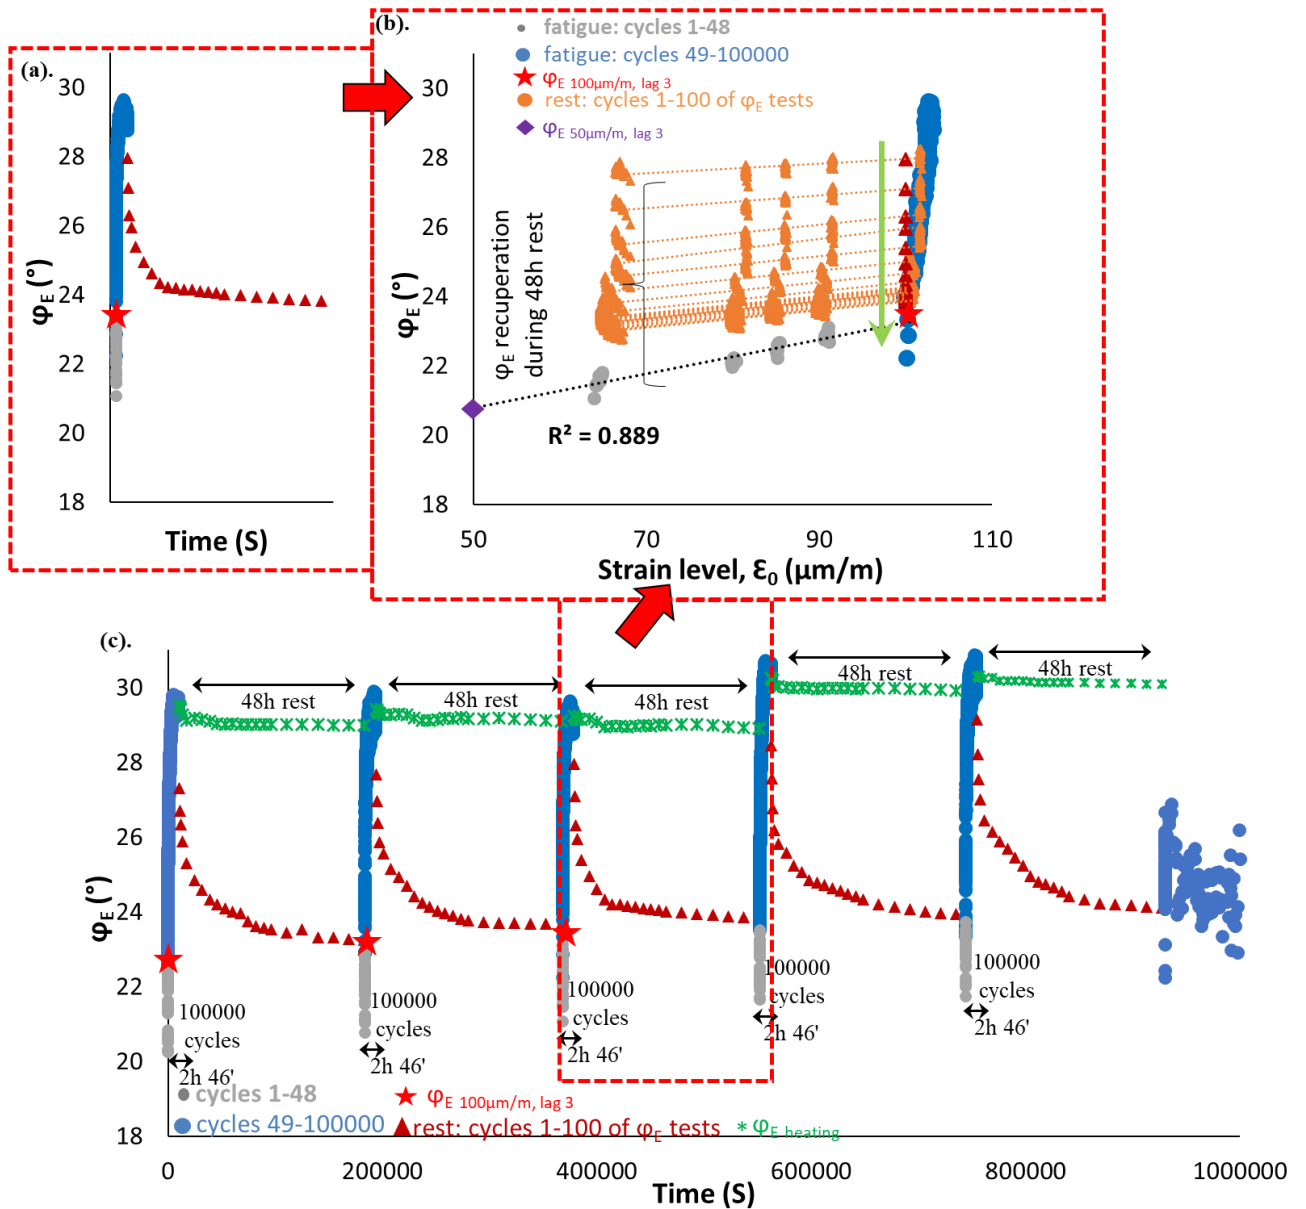 (a).
30
28
26
24
22
20
18
φE (°)
Time (S)
(b).
fatigue: cycles 1-48
fatigue: cycles 49-100000
φE 100µm/m, lag 3
rest: cycles 1-100 of φE tests
φE 50µm/m, lag 3
30
28
26
24
22
20
18
φE (°)
φE recuperation
during 48h rest
R² = 0.889
50
70
90
110
Strain level, Ɛ0 (µm/m)
(c).
30
28
26
24
22
20
18
φE (°)
48h rest
48h rest
48h rest
48h rest
48h rest
100000
cycles
2h 46'
100000
cycles
2h 46'
100000
cycles
2h 46'
100000
cycles
2h 46'
100000
cycles
2h 46'
cycles 1-48
φE 100µm/m, lag 3
cycles 49-100000
rest: cycles 1-100 of φE tests
φE heating
0
200000
400000
600000
800000
1000000
Time (S)